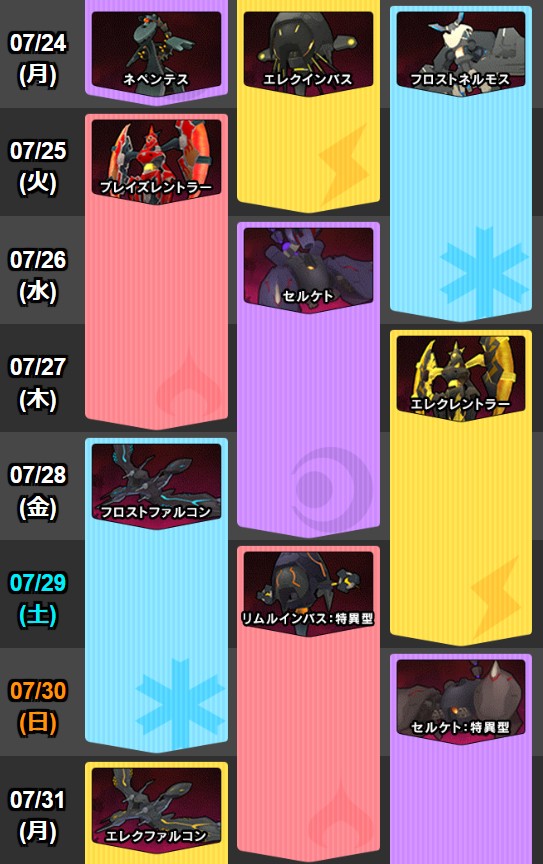 07/24
(月)
ネペンテス
エレクインバス
フロストネルモス
07/25
(火)
ブレイズレントラー
07/26
(水)
セルケト
07/27
(木)
エレクレントラー
07/28
(金)
フロストファルコン
07/29
(土)
リムルインバス:特異型
07/30
(日)
セルケト:特異型
07/31
(月)
エレクファルコン